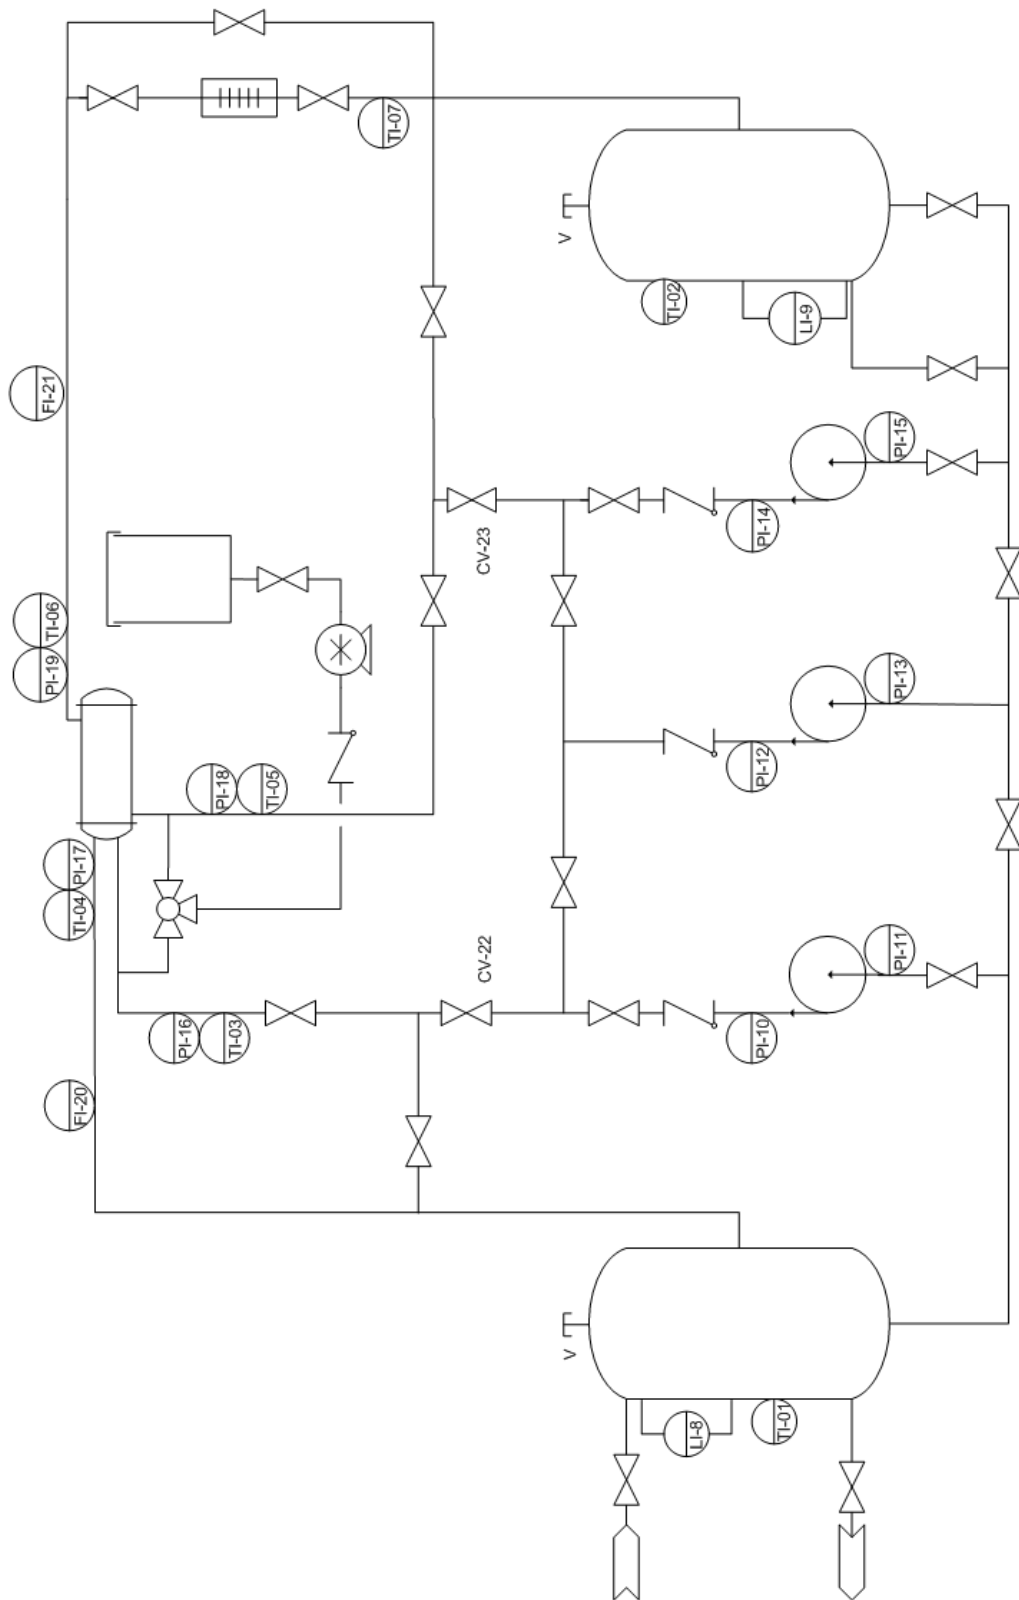 TI-07
V
TI-02
LI-9
FI-21
PI-15
PI-14
CV-23
TI-06
PI-19
PI-13
PI-12
PI-18
TI-05
PI-17
TI-04
CV-22
PI-11
PI-10
PI-16
TI-03
FI-20
V
LI-8
TI-01